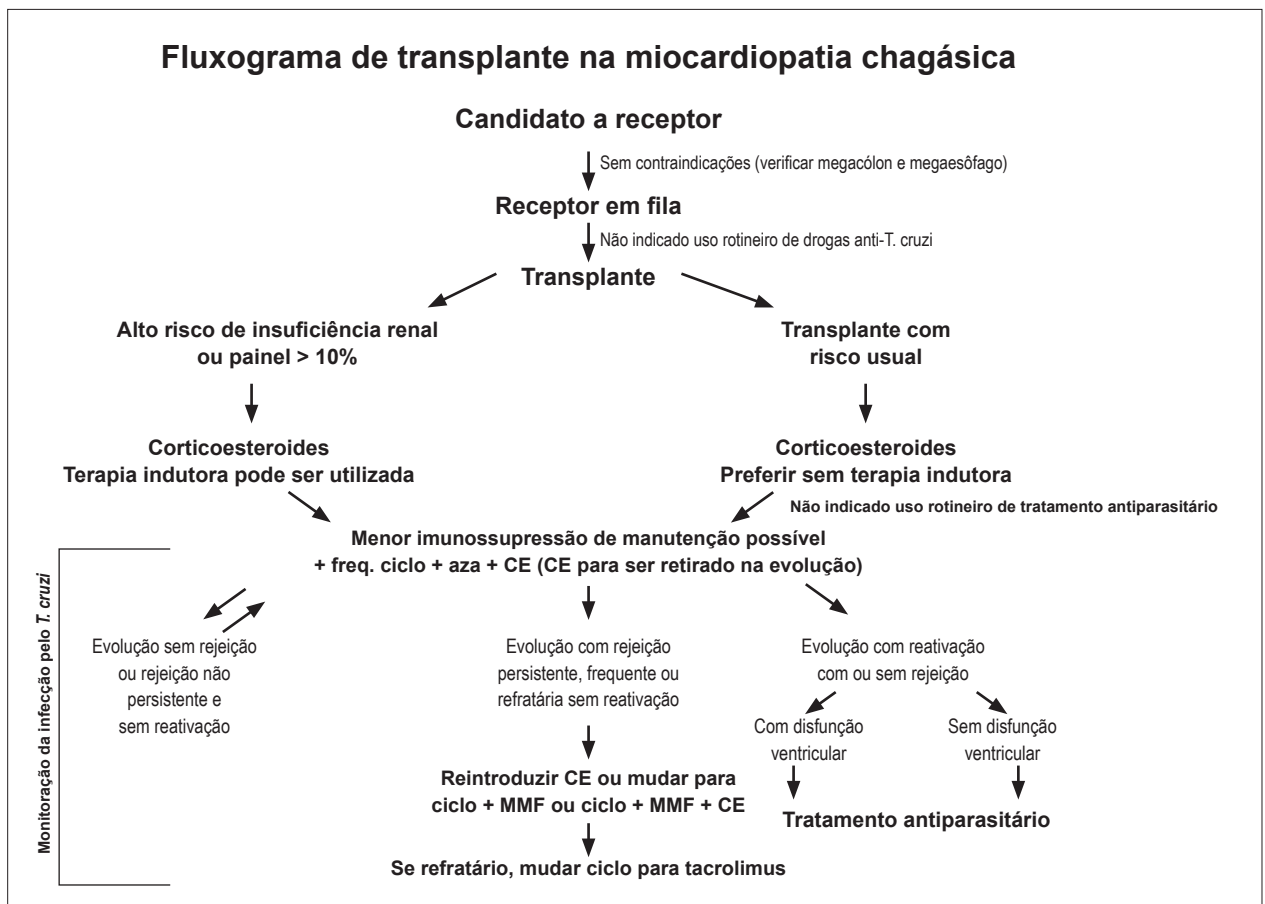 Fluxograma de transplante na miocardiopatia chagásica
Candidato a receptor
Sem contraindicações (verificar megacólon e megaesôfago)
Receptor em fila
Não indicado uso rotineiro de drogas anti-T. cruzi
Transplante
Alto risco de insuficiência renal
ou painel > 10%
Transplante com
risco usual
Corticoesteroides
Terapia indutora pode ser utilizada
Corticoesteroides
Preferir sem terapia indutora
Não indicado uso rotineiro de tratamento antiparasitário
Menor imunossupressão de manutenção possível
+ freq. ciclo + aza + CE (CE para ser retirado na evolução)
Monitoração da infecção pelo T. cruzi
Evolução sem rejeição
ou rejeição não
persistente e
sem reativação
Evolução com rejeição
persistente, frequente ou
refratária sem reativação
Evolução com reativação
com ou sem rejeição
Com disfunção
ventricular
Sem disfunção
ventricular
Reintroduzir CE ou mudar para
ciclo + MMF ou ciclo + MMF + CE
Tratamento antiparasitário
Se refratário, mudar ciclo para tacrolimus